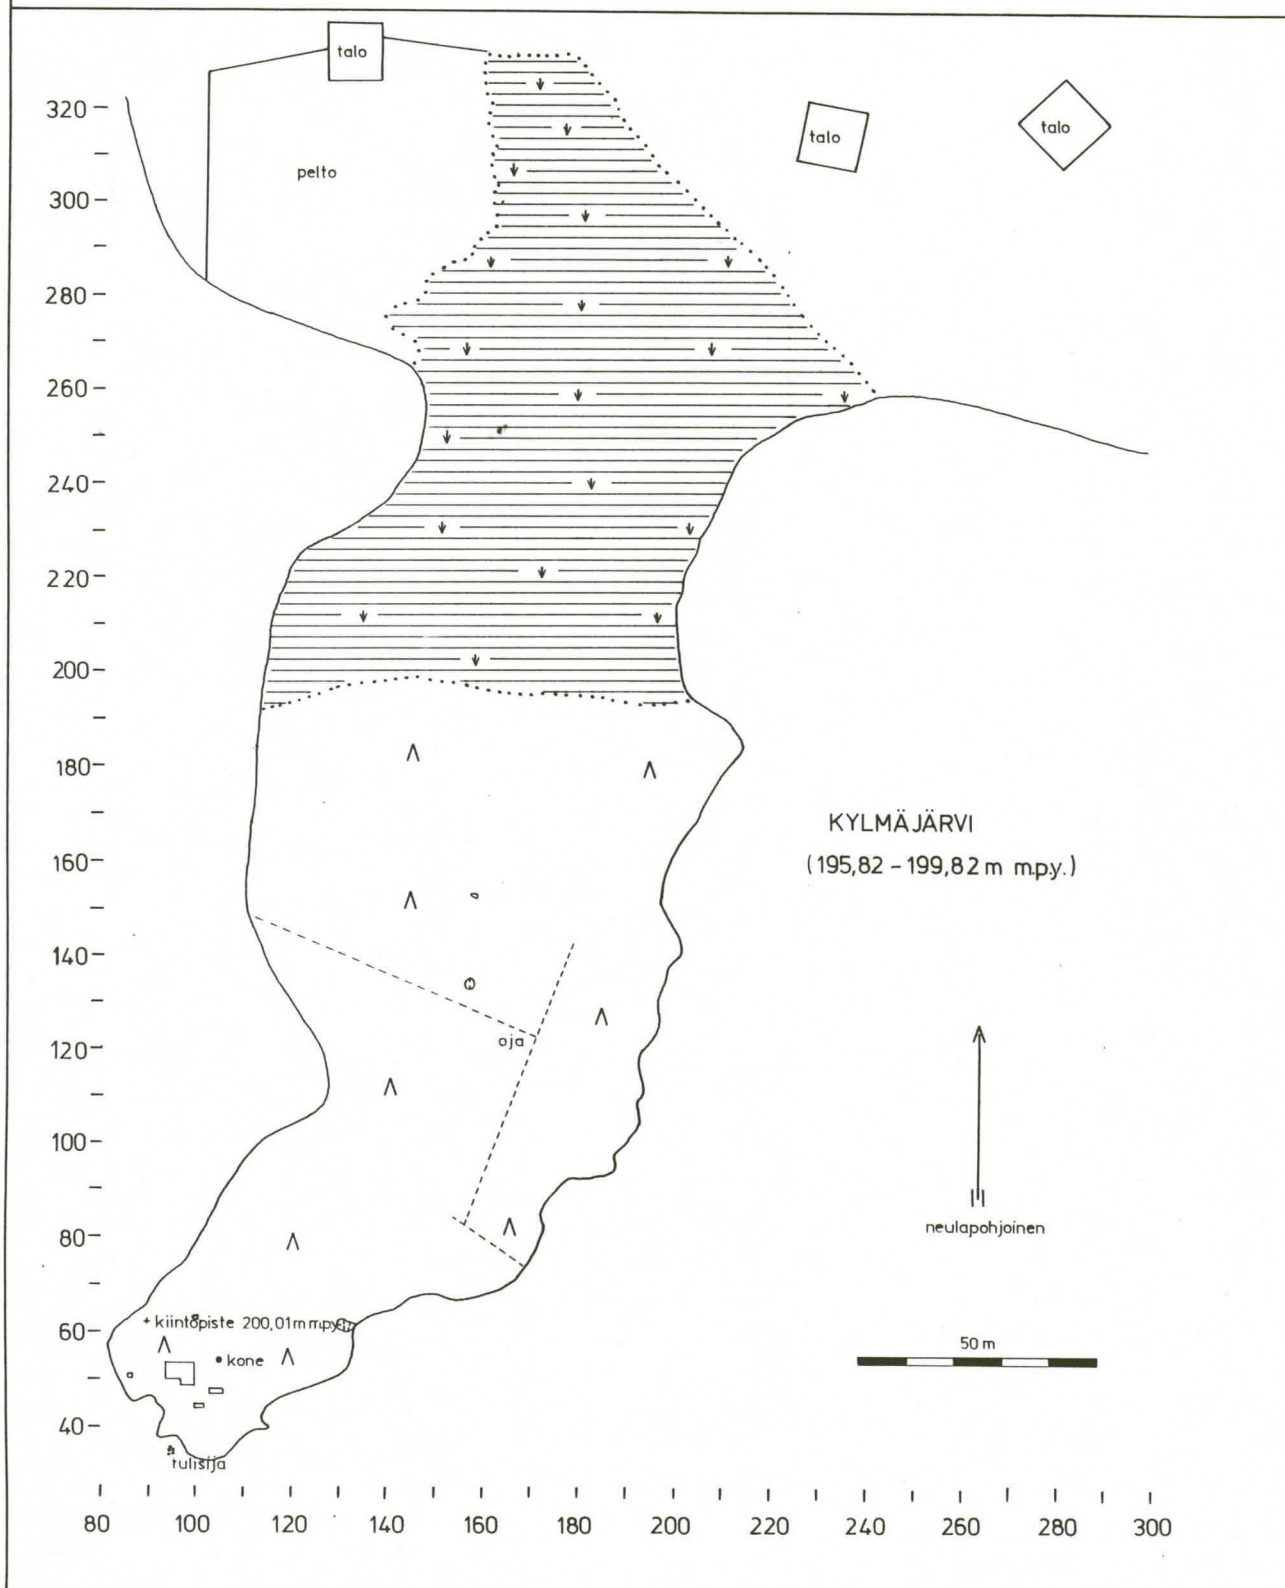 talo
talo
talo
pelto
320
300
280
260
240
220
200
180
160
140
120
100
80
60
40
KYLMÄJÄRVI
(195,82 – 199,82 m m.p.y.)
oja
neulapohjoinen
50 m
+ kiintopiste 200,01 m m.py.
kone
tulisija
80 100 120 140 160 180 200 220 240 260 280 300